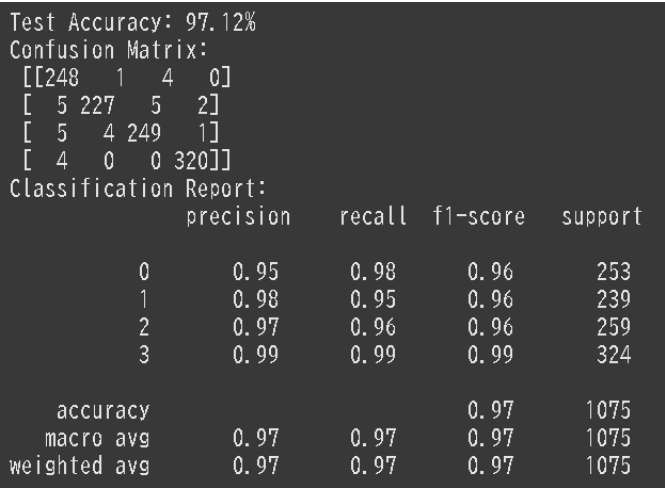 Test Accuracy: 97.12%
Confusion Matrix:
[[248 1 4 0]
[ 5 227 5 2]
[ 5 4 249 1]
[ 4 0 0 320]]
Classification Report:
precision recall f1-score support
0 0.95 0.98 0.96 253
1 0.98 0.95 0.96 239
2 0.97 0.96 0.96 259
3 0.99 0.99 0.99 324
accuracy 0.97 1075
macro avg 0.97 0.97 0.97 1075
weighted avg 0.97 0.97 0.97 1075